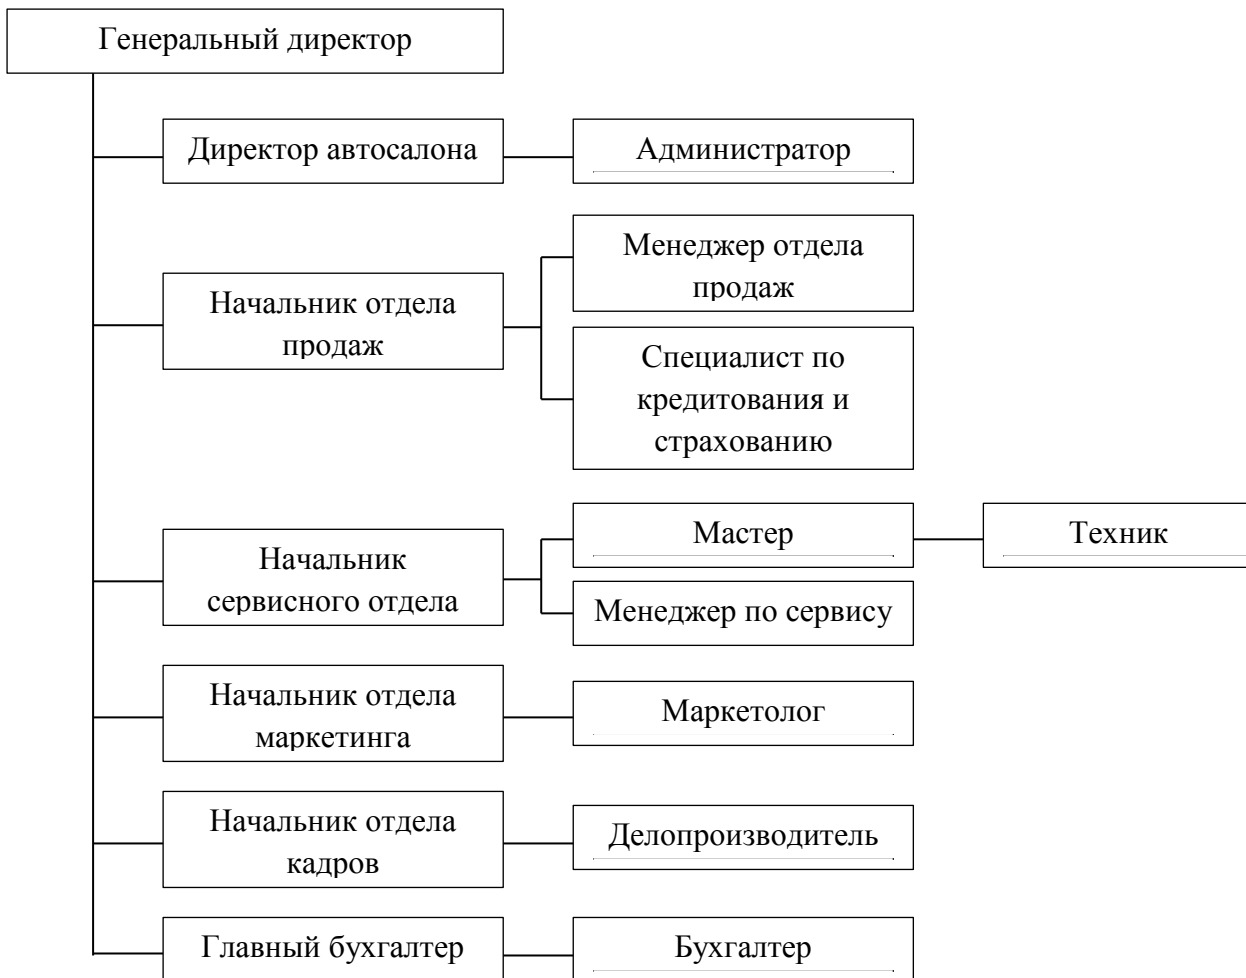 Генеральный директор
Директор автосалона
Администратор
Начальник отдела
продаж
Менеджер отдела
продаж
Специалист по
кредитования и
страхованию
Начальник
сервисного отдела
Мастер
Техник
Менеджер по сервису
Начальник отдела
маркетинга
Маркетолог
Начальник отдела
кадров
Делопроизводитель
Главный бухгалтер
Бухгалтер